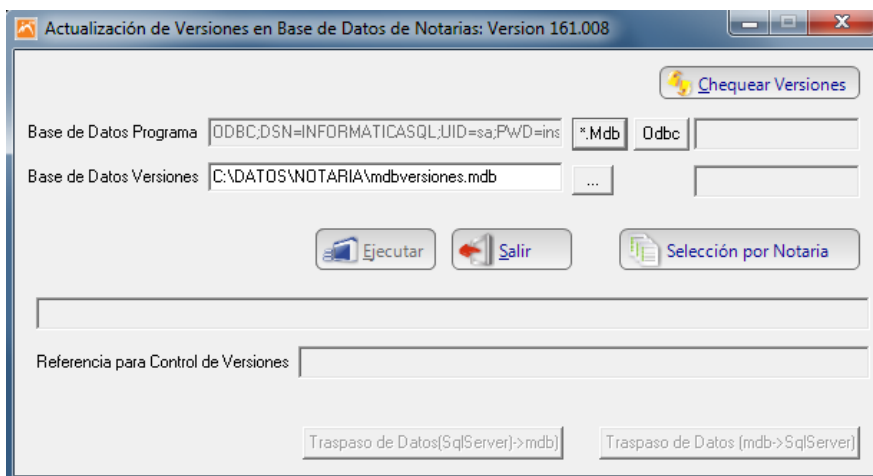 Actualización de Versiones en Base de Datos de Notarias: Version 161.008
Chequear Versiones
Base de Datos Programa ODBC;DSN=INFORMATICASQL;UID=sa;PWD=ins *.Mdb Odbc
Base de Datos Versiones C:\DATOS\NOTARIA\mdbversiones.mdb ...
Ejecutar Salir Selección por Notaria
Referencia para Control de Versiones
Traspaso de Datos(SqlServer)->mdb) Traspaso de Datos (mdb->SqlServer)